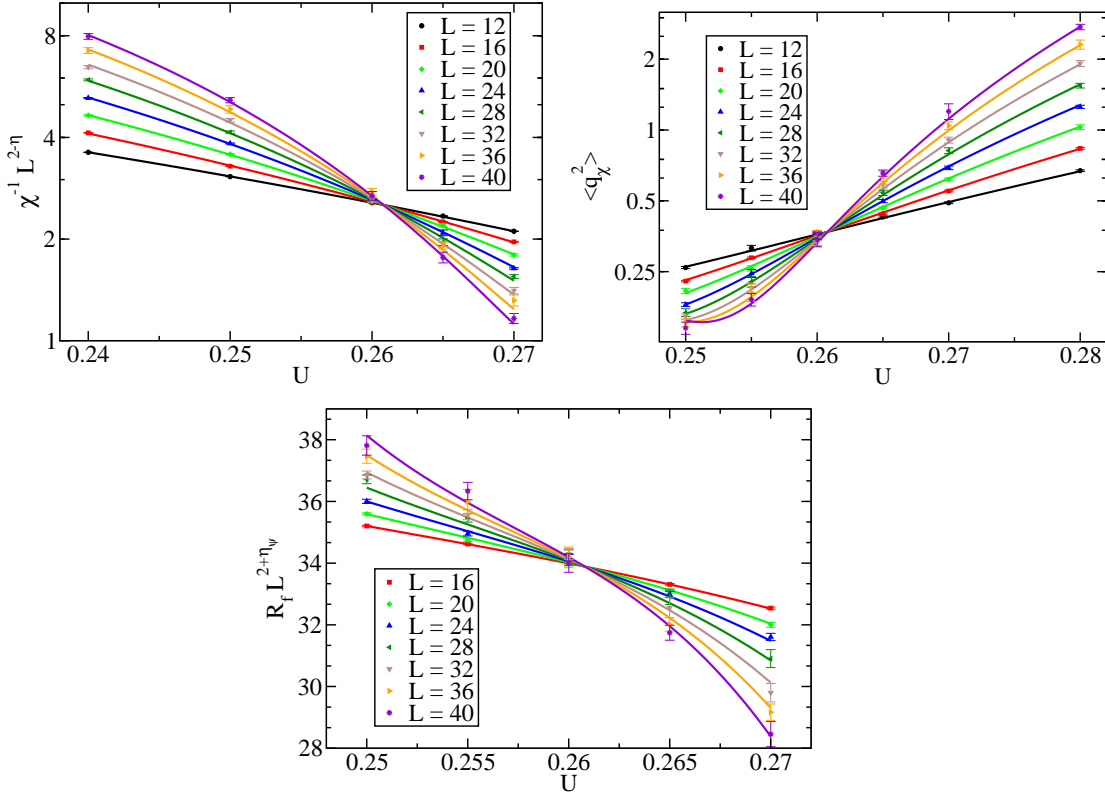 8
4
2
1
χ⁻¹ L²⁻η
0.24 0.25 0.26 0.27
U
L = 12
L = 16
L = 20
L = 24
L = 28
L = 32
L = 36
L = 40
2
1
0.5
0.25
<q²χ>
0.25 0.26 0.27 0.28
U
L = 12
L = 16
L = 20
L = 24
L = 28
L = 32
L = 36
L = 40
38
36
34
32
30
28
R_f L^{2+η_ψ}
0.25 0.255 0.26 0.265 0.27
U
L = 16
L = 20
L = 24
L = 28
L = 32
L = 36
L = 40